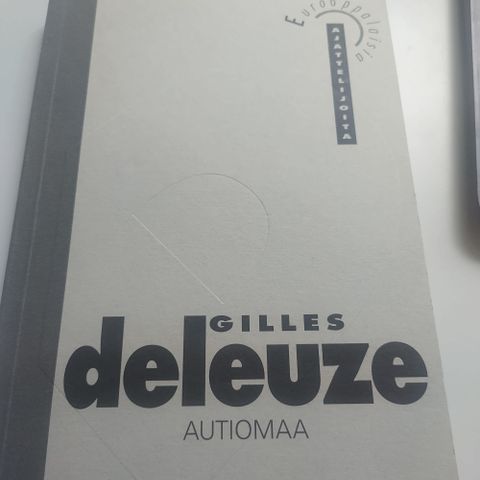 Eurooppalaisia
AJATTELIJOITA
GILLES
deleuze
AUTIOMAA